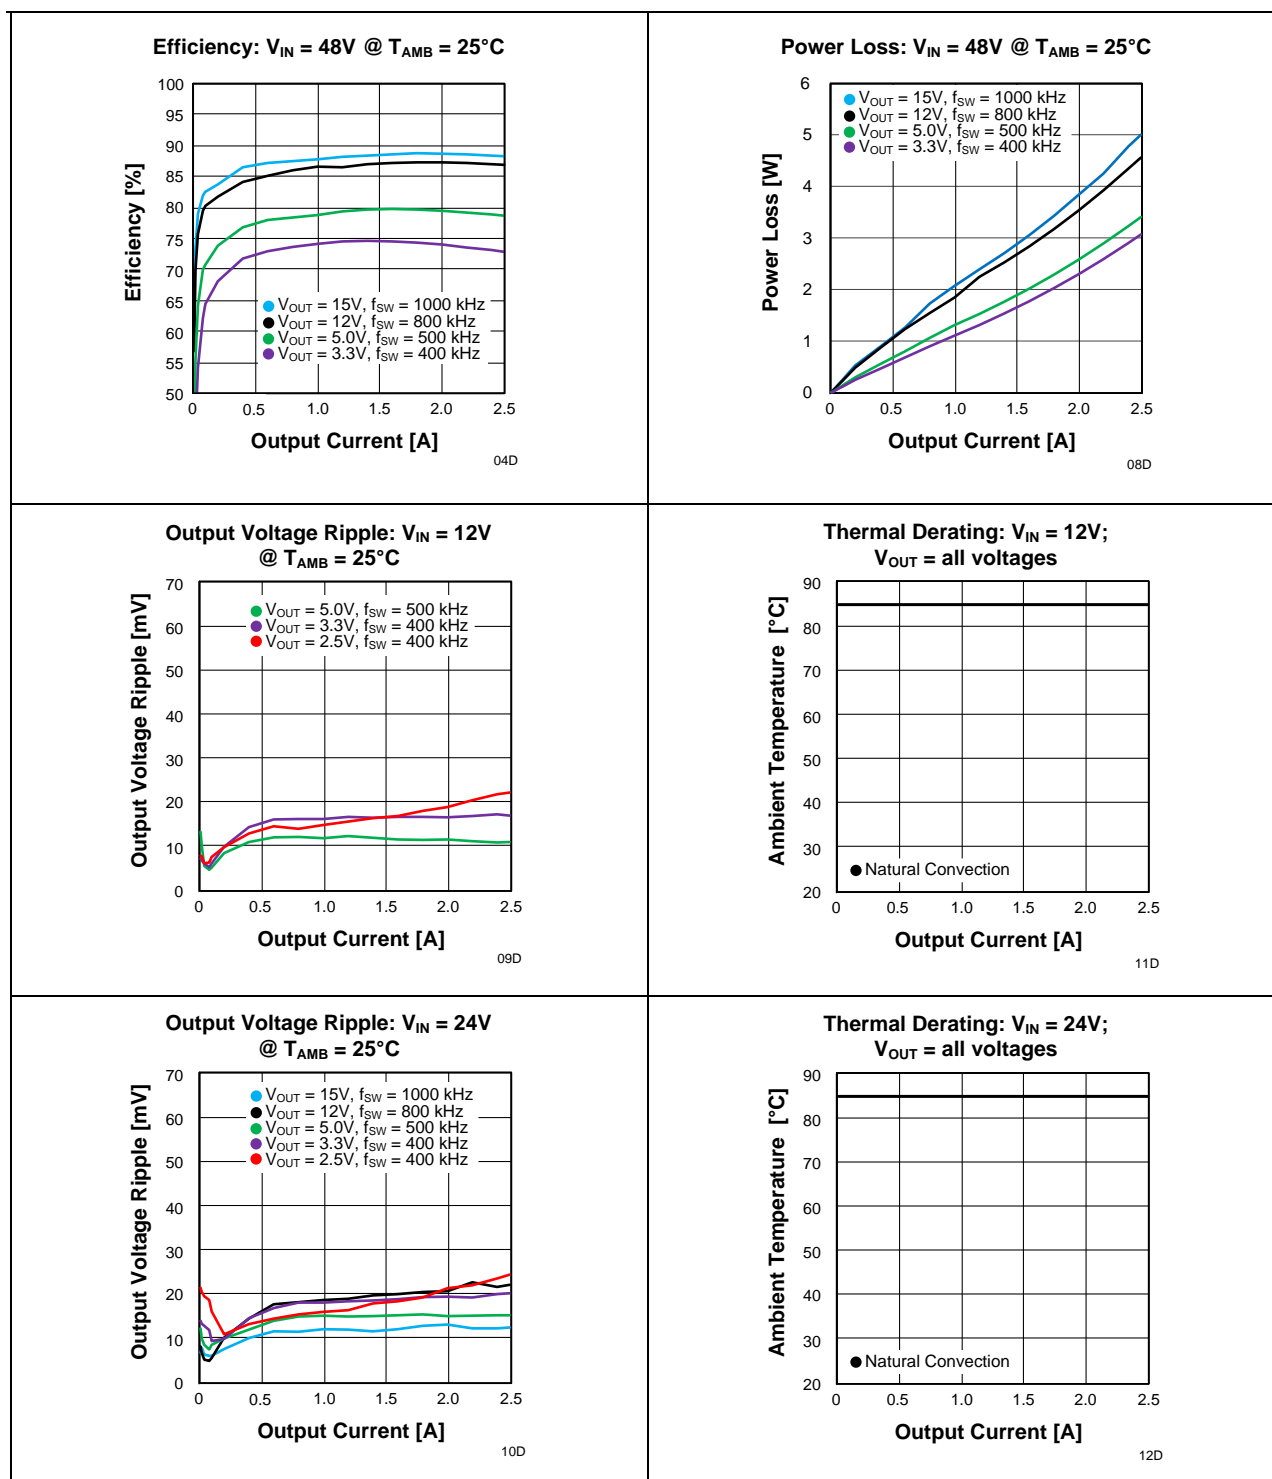 Efficiency: VIN = 48V @ TAMB = 25°C
100
95
90
85
80
75
70
65
60
55
50
Efficiency [%]
VOUT = 15V, fSW = 1000 kHz
VOUT = 12V, fSW = 800 kHz
VOUT = 5.0V, fSW = 500 kHz
VOUT = 3.3V, fSW = 400 kHz
0 0.5 1.0 1.5 2.0 2.5
Output Current [A]
04D
Power Loss: VIN = 48V @ TAMB = 25°C
6
5
4
3
2
1
0
Power Loss [W]
VOUT = 15V, fSW = 1000 kHz
VOUT = 12V, fSW = 800 kHz
VOUT = 5.0V, fSW = 500 kHz
VOUT = 3.3V, fSW = 400 kHz
0 0.5 1.0 1.5 2.0 2.5
Output Current [A]
08D
Output Voltage Ripple: VIN = 12V
@ TAMB = 25°C
70
60
50
40
30
20
10
0
Output Voltage Ripple [mV]
VOUT = 5.0V, fSW = 500 kHz
VOUT = 3.3V, fSW = 400 kHz
VOUT = 2.5V, fSW = 400 kHz
0 0.5 1.0 1.5 2.0 2.5
Output Current [A]
09D
Thermal Derating: VIN = 12V;
VOUT = all voltages
90
80
70
60
50
40
30
20
Ambient Temperature [°C]
Natural Convection
0 0.5 1.0 1.5 2.0 2.5
Output Current [A]
11D
Output Voltage Ripple: VIN = 24V
@ TAMB = 25°C
70
60
50
40
30
20
10
0
Output Voltage Ripple [mV]
VOUT = 15V, fSW = 1000 kHz
VOUT = 12V, fSW = 800 kHz
VOUT = 5.0V, fSW = 500 kHz
VOUT = 3.3V, fSW = 400 kHz
VOUT = 2.5V, fSW = 400 kHz
0 0.5 1.0 1.5 2.0 2.5
Output Current [A]
10D
Thermal Derating: VIN = 24V;
VOUT = all voltages
90
80
70
60
50
40
30
20
Ambient Temperature [°C]
Natural Convection
0 0.5 1.0 1.5 2.0 2.5
Output Current [A]
12D